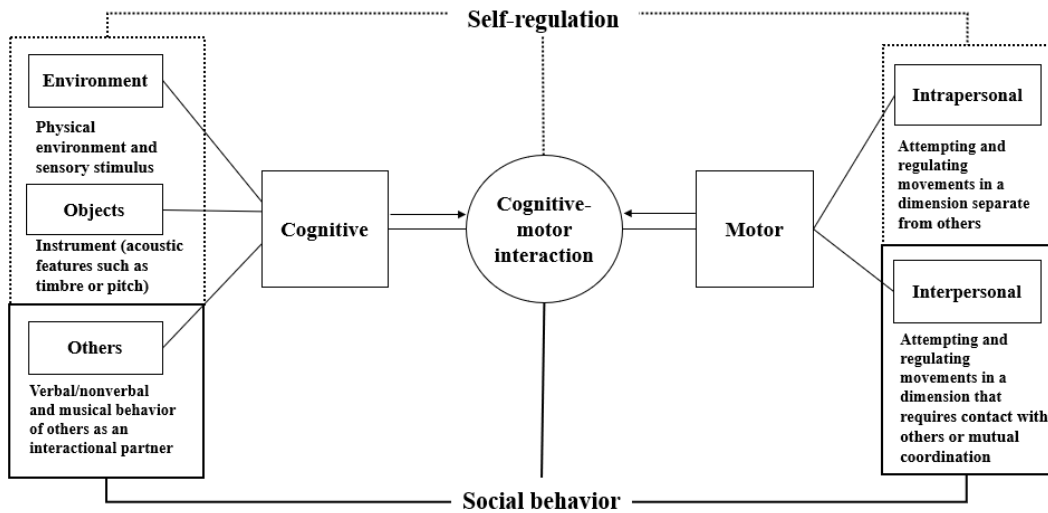 Self-regulation
Environment
Physical
environment and
sensory stimulus
Objects
Instrument (acoustic
features such as
timbre or pitch)
Others
Verbal/nonverbal
and musical behavior
of others as an
interactional partner
Cognitive
Cognitive-
motor
interaction
Motor
Intrapersonal
Attempting and
regulating
movements in a
dimension separate
from others
Interpersonal
Attempting and
regulating
movements in a
dimension that
requires contact with
others or mutual
coordination
Social behavior